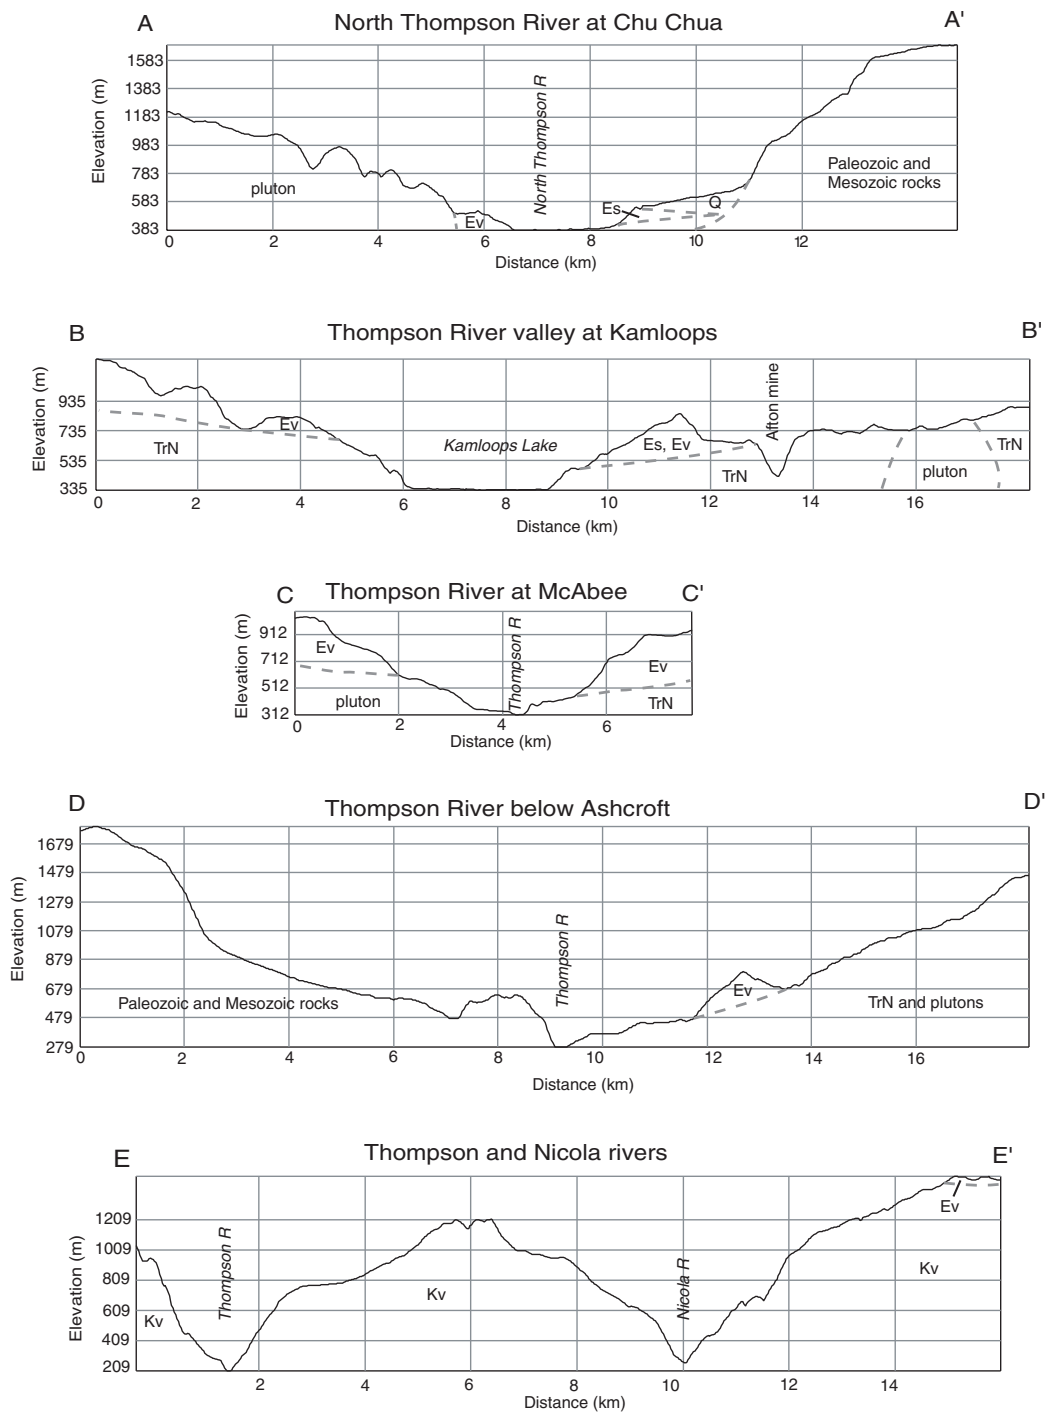 A
North Thompson River at Chu Chua
A'
Elevation (m)
1583
1383
1183
983
783
583
383
pluton
Ev
North Thompson R
Es
Q
Paleozoic and
Mesozoic rocks
0 2 4 6 8 10 12
Distance (km)
B
Thompson River valley at Kamloops
B'
Elevation (m)
935
735
535
335
TrN
Ev
Kamloops Lake
Es, Ev
TrN
Afton mine
pluton
TrN
0 2 4 6 8 10 12 14 16
Distance (km)
C
Thompson River at McAbee
C'
Elevation (m)
912
712
512
312
Ev
pluton
Thompson R
Ev
TrN
0 2 4 6
Distance (km)
D
Thompson River below Ashcroft
D'
Elevation (m)
1679
1479
1279
1079
879
679
479
279
Paleozoic and Mesozoic rocks
Thompson R
Ev
TrN and plutons
0 2 4 6 8 10 12 14 16
Distance (km)
E
Thompson and Nicola rivers
E'
Elevation (m)
1209
1009
809
609
409
209
Kv
Thompson R
Kv
Nicola R
Ev
Kv
2 4 6 8 10 12 14
Distance (km)